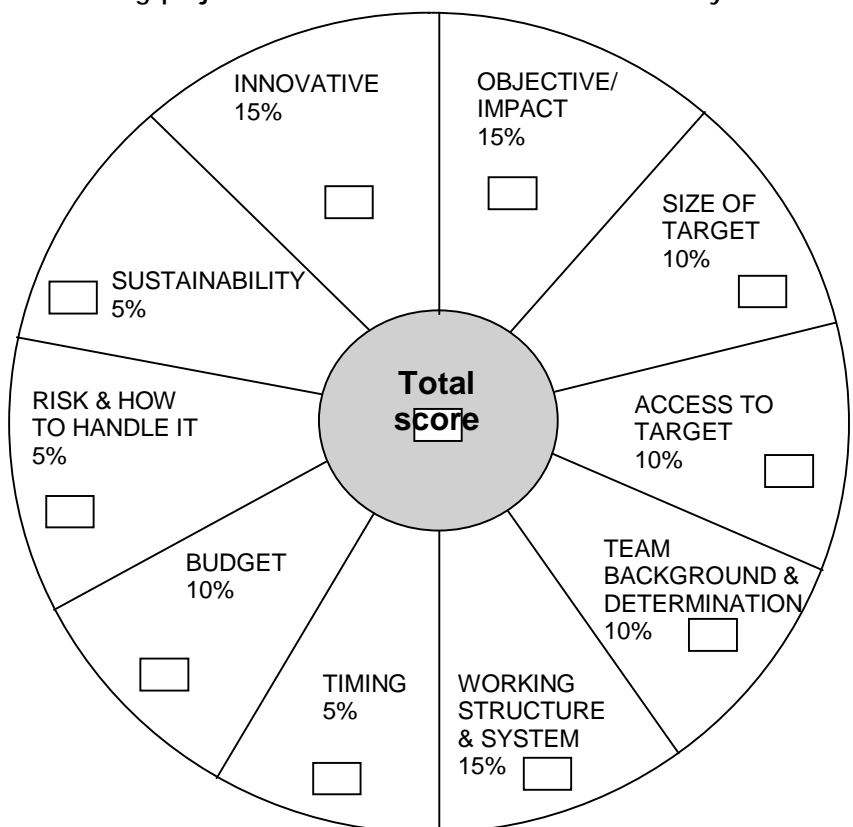 INNOVATIVE
15%
OBJECTIVE/
IMPACT
15%
SIZE OF
TARGET
10%
ACCESS TO
TARGET
10%
TEAM
BACKGROUND &
DETERMINATION
10%
WORKING
STRUCTURE
& SYSTEM
15%
TIMING
5%
BUDGET
10%
RISK & HOW
TO HANDLE IT
5%
SUSTAINABILITY
5%
Total
score